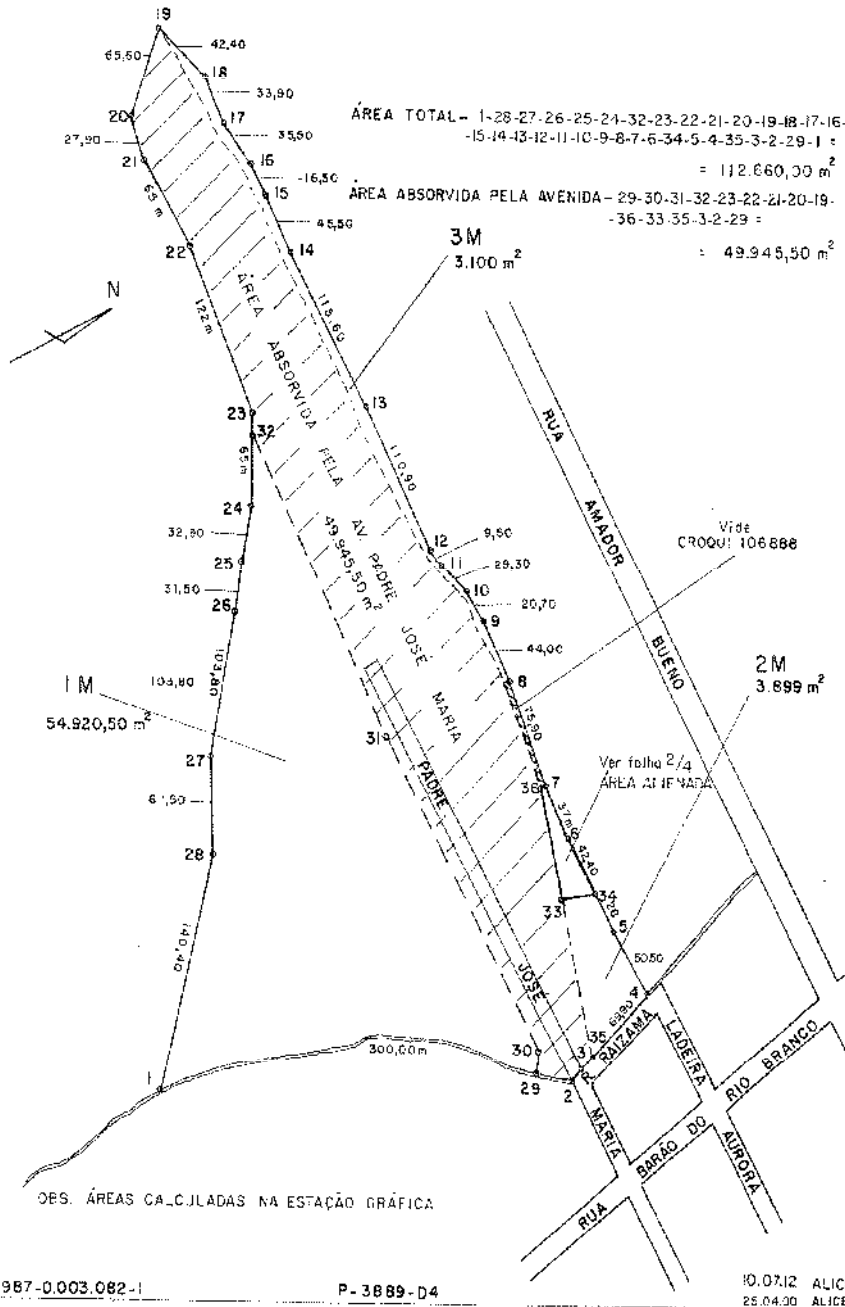 19
42,40
65,60
18
33,90
ÁREA TOTAL- 1-28-27-26-25-24-32-23-22-21-20-19-18-17-16-
-15-14-13-12-11-10-9-8-7-6-34-5-4-35-3-2-29-1 =
= 112.660,00 m²
20
17
27,90
35,50
21
16
16,50
15
ÁREA ABSORVIDA PELA AVENIDA- 29-30-31-32-23-22-21-20-19-
-36-33-35-3-2-29 =
= 49.945,50 m²
65 m
45,50
22
14
3M
3.100 m²
N
122 m
118,60
ÁREA ABSORVIDA PELA AV. PADRE JOSÉ MARIA
49.945,50 m²
23
13
32
RUA AMADOR BUENO
65 m
110,90
24
12
9,50
Vide
CROQUI 106888
32,80
25
11
29,30
10
31,50
20,70
26
9
44,00
103,80
103,80
8
2M
3.899 m²
1M
54.920,50 m²
75,90
31
27
PADRE JOSÉ MARIA
Ver folha 2/4
ÁREA ALIENADA
36
7
37m
6
28
42,40
34
33
5
140,40
50,50
4
69,80
30
35
RAIZAMA
LADEIRA AURORA
1
300,00m
29
3
2
RUA BARÃO DO RIO BRANCO
OBS. ÁREAS CALCULADAS NA ESTAÇÃO GRÁFICA
987-0.003.082-1
P-3889-D4
10.07.12 ALIC
25.04.00 ALICE